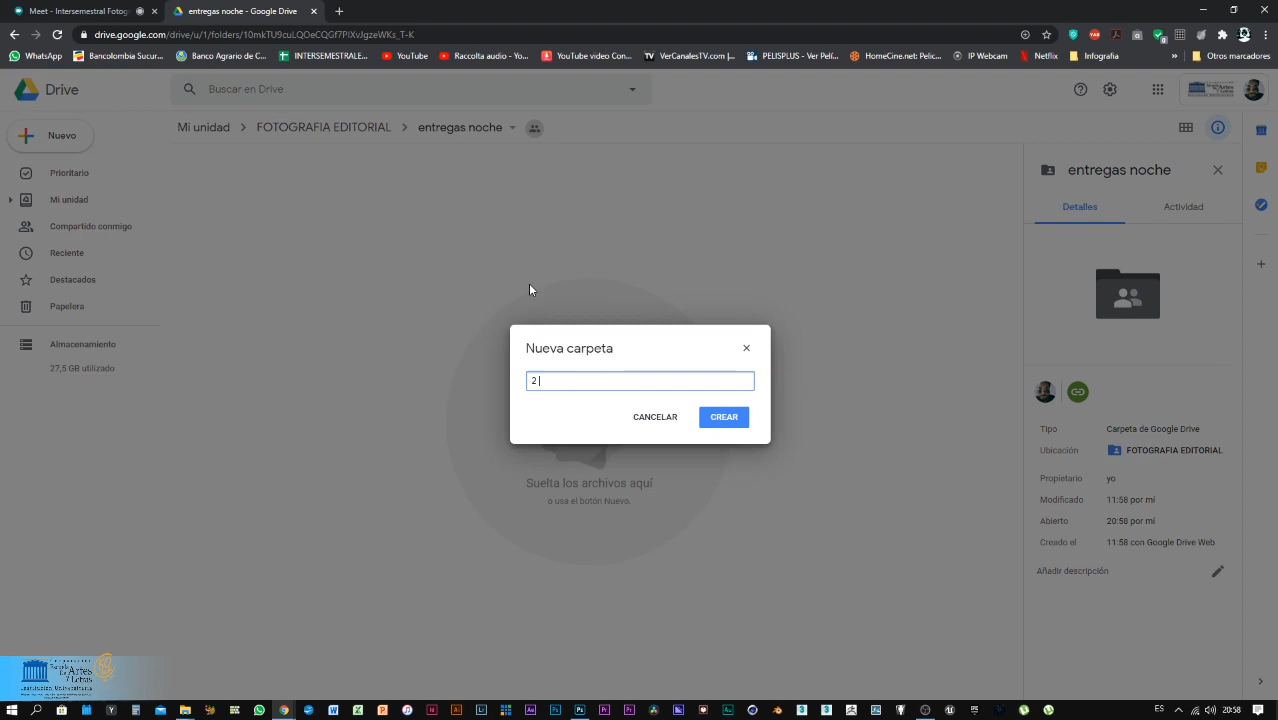 Meet - Intersemestral Fotog
entregas noche - Google Drive
drive.google.com/drive/u/1/folders/10mkTU9cuLQOeCQGf7PIXvJgzeWKs_T-K
WhatsApp
Bancolombia Sucur...
Banco Agrario de C...
INTERSEMESTRALE...
YouTube
Raccolta audio - Yo...
YouTube video Con...
VerCanalesTV.com |...
PELISPLUS - Ver Pelí...
HomeCine.net: Pelic...
IP Webcam
Netflix
Infografia
Otros marcadores
Drive
Buscar en Drive
Nuevo
Mi unidad
FOTOGRAFIA EDITORIAL
entregas noche
Prioritario
Mi unidad
Compartido conmigo
Reciente
Destacados
Papelera
Almacenamiento
27,5 GB utilizado
Nueva carpeta
2
CANCELAR
CREAR
Suelta los archivos aquí
o usa el botón Nuevo.
entregas noche
Detalles
Actividad
Tipo
Carpeta de Google Drive
Ubicación
FOTOGRAFIA EDITORIAL
Propietario
yo
Modificado
11:58 por mí
Abierto
20:58 por mí
Creado el
11:58 con Google Drive Web
Añadir descripción
ES
20:58